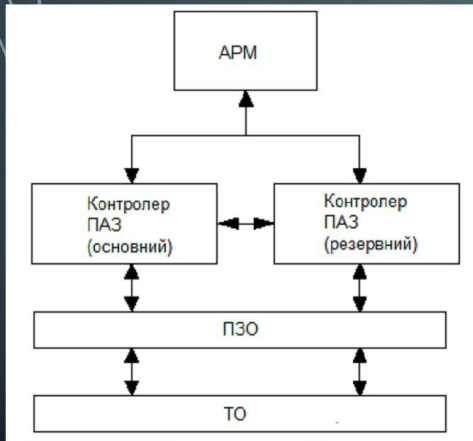 АРМ
Контролер
ПАЗ
(основний)
Контролер
ПАЗ
(резервний)
ПЗО
ТО